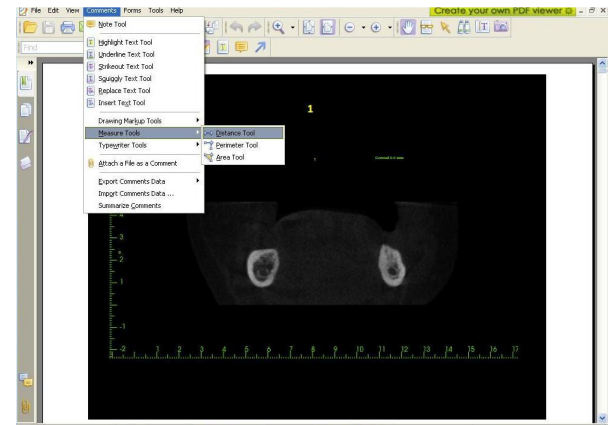 File Edit View Comments Forms Tools Help
Create your own PDF viewer
Note Tool
Find
Highlight Text Tool
Underline Text Tool
Strikeout Text Tool
Squiggly Text Tool
Replace Text Tool
Insert Text Tool
1
Drawing Markup Tools
Measure Tools
Distance Tool
Typewriter Tools
Perimeter Tool
Area Tool
Attach a File as a Comment
Export Comments Data
Import Comments Data ...
Summarize Comments
4
3
2
1
-1
-2
1 2 3 4 5 6 7 8 9 10 11 12 13 14 15 16 17